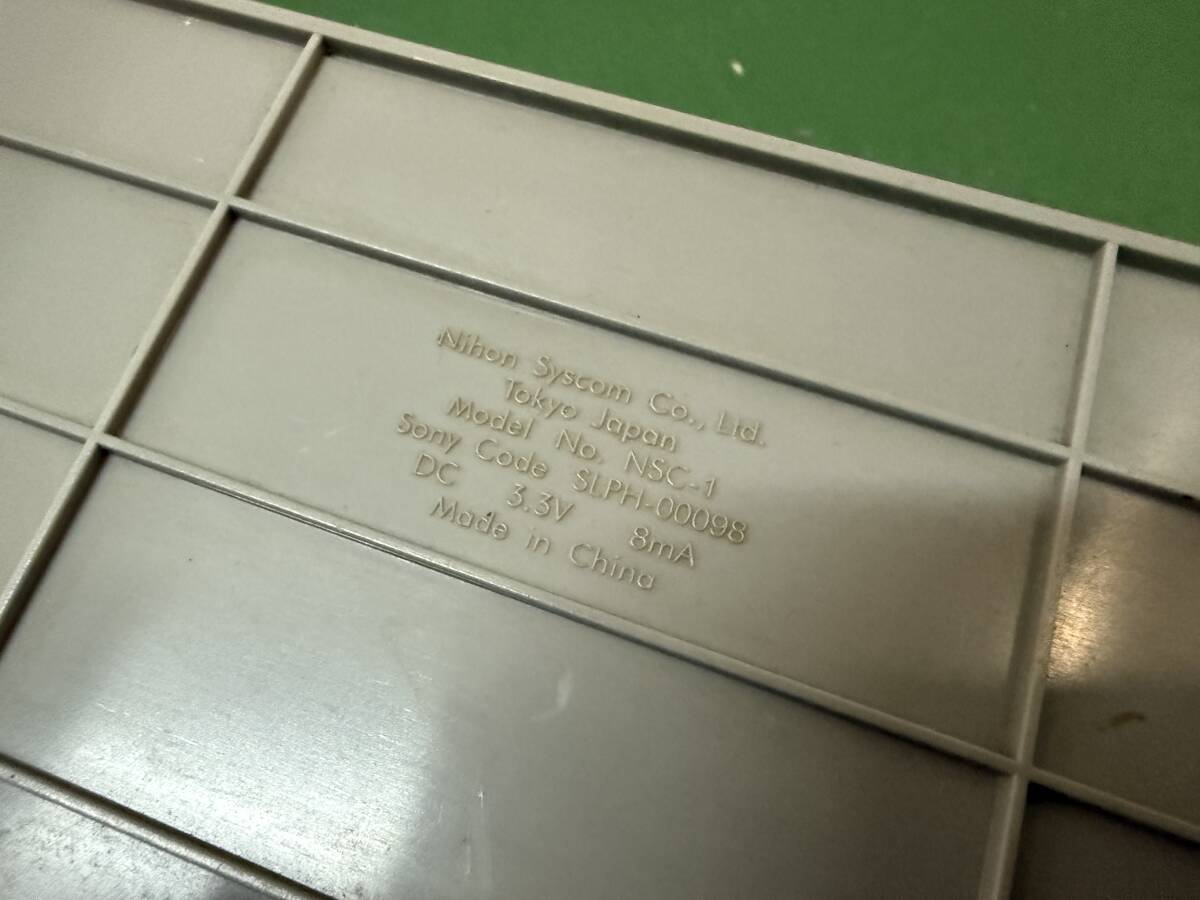 Nihon Syscom Co., Ltd.
Tokyo Japan
Model No. NSC-1
Sony Code SLPH-00098
DC 3.3V 8mA
Made in China